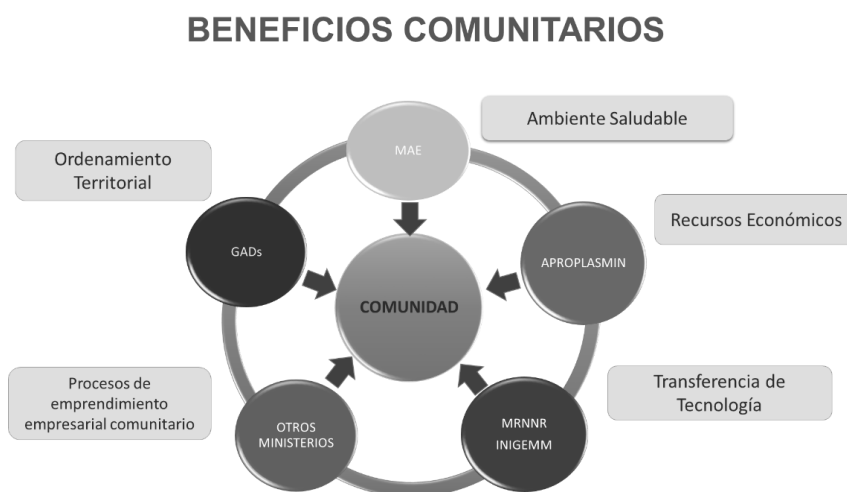 BENEFICIOS COMUNITARIOS
Ambiente Saludable
MAE
Ordenamiento
Territorial
Recursos Económicos
GADs
APROPLASMIN
COMUNIDAD
Procesos de
emprendimiento
empresarial comunitario
Transferencia de
Tecnología
OTROS
MINISTERIOS
MRNNR
INIGEMM